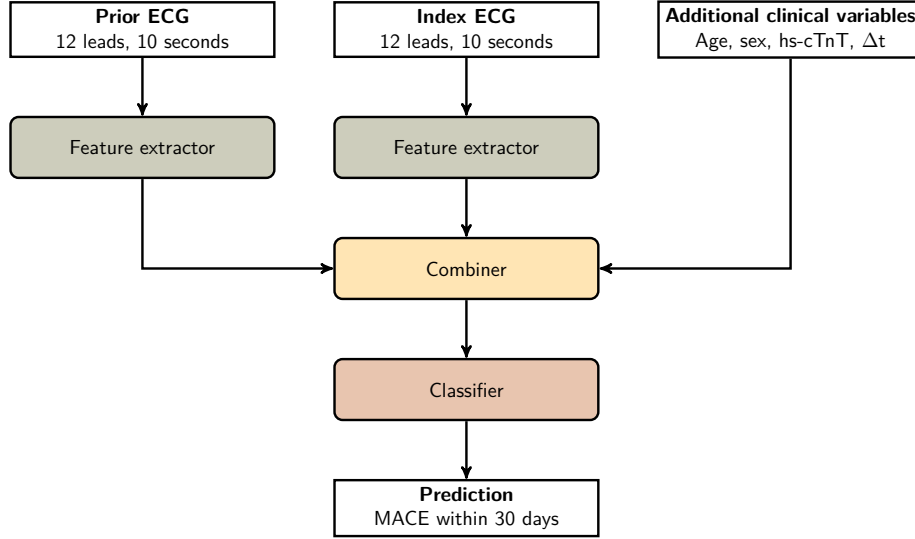 Prior ECG
12 leads, 10 seconds
Index ECG
12 leads, 10 seconds
Additional clinical variables
Age, sex, hs-cTnT, Δt
Feature extractor
Feature extractor
Combiner
Classifier
Prediction
MACE within 30 days